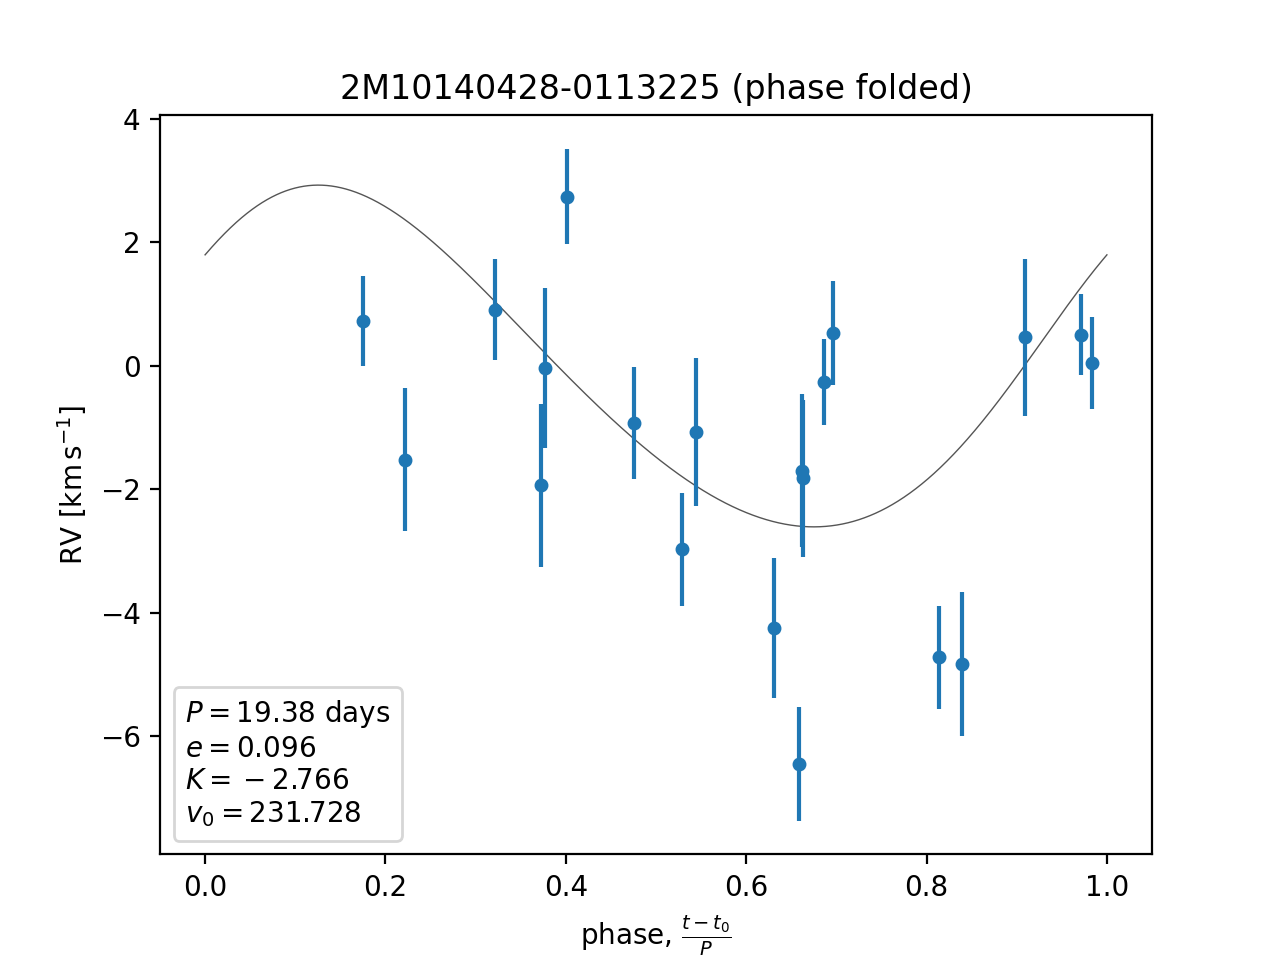 2M10140428-0113225 (phase folded)
4
2
0
−2
−4
−6
RV [km s⁻¹]
P = 19.38 days
e = 0.096
K = − 2.766
v₀ = 231.728
0.0 0.2 0.4 0.6 0.8 1.0
phase, (t − t₀)/P